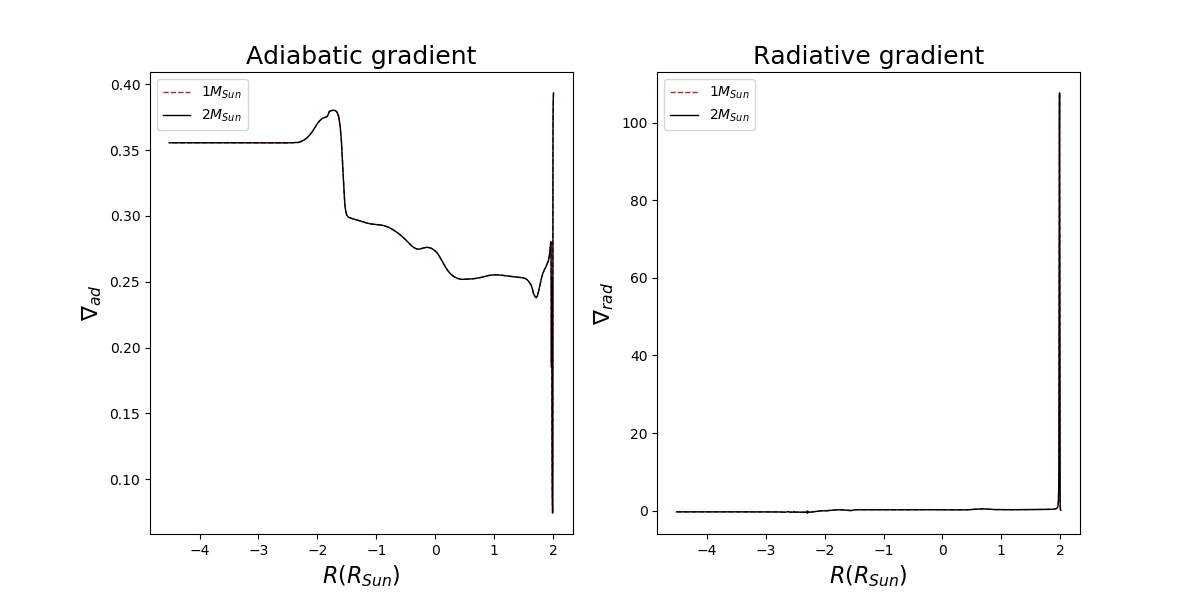 Adiabatic gradient
1M_Sun
2M_Sun
0.40
0.35
0.30
0.25
0.20
0.15
0.10
∇ad
−4 −3 −2 −1 0 1 2
R(R_Sun)
Radiative gradient
1M_Sun
2M_Sun
100
80
60
40
20
0
∇rad
−4 −3 −2 −1 0 1 2
R(R_Sun)